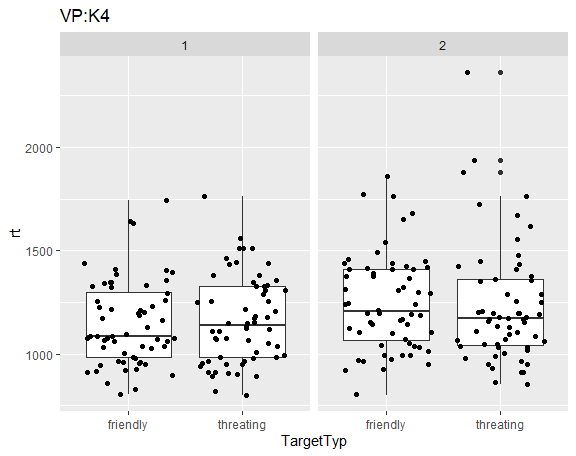 VP:K4
1 2
rt
2000
1500
1000
friendly threating friendly threating
TargetTyp